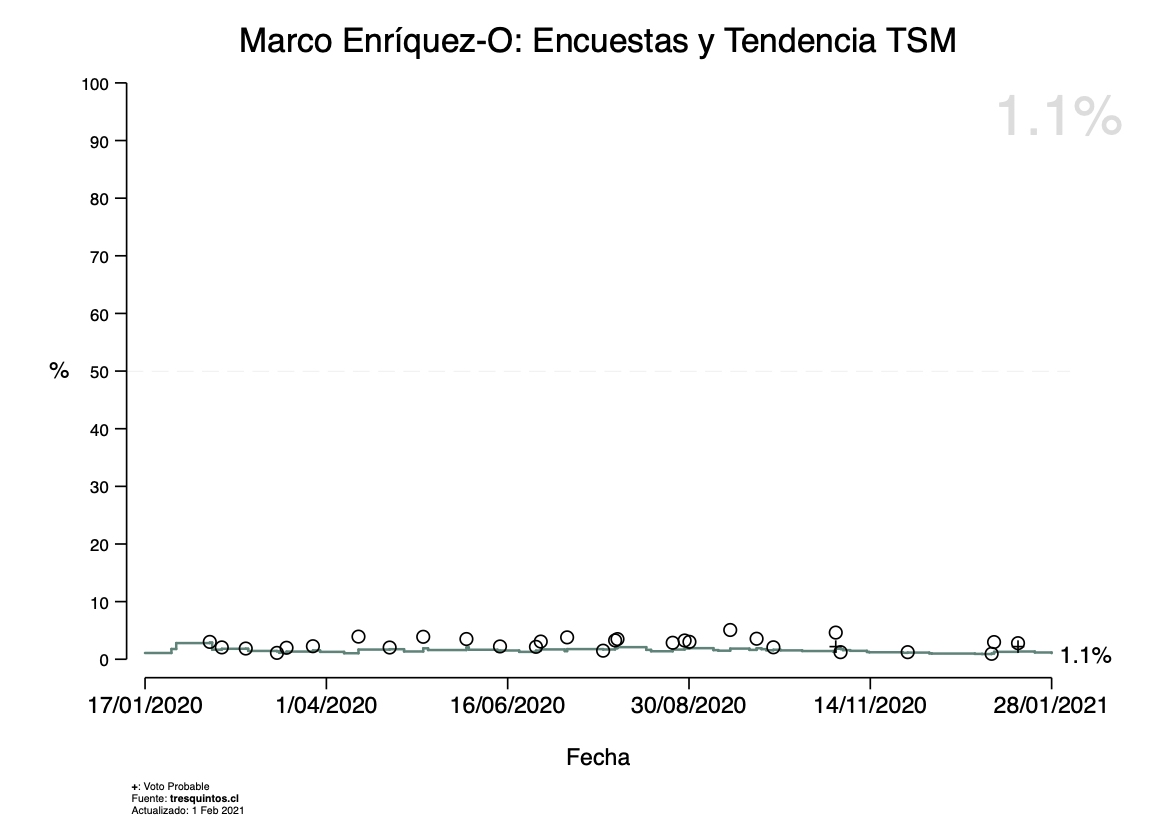 Marco Enríquez-O: Encuestas y Tendencia TSM
1.1%
100
90
80
70
60
50
40
30
20
10
0
%
1.1%
17/01/2020 1/04/2020 16/06/2020 30/08/2020 14/11/2020 28/01/2021
Fecha
+: Voto Probable
Fuente: tresquintos.cl
Actualizado: 1 Feb 2021